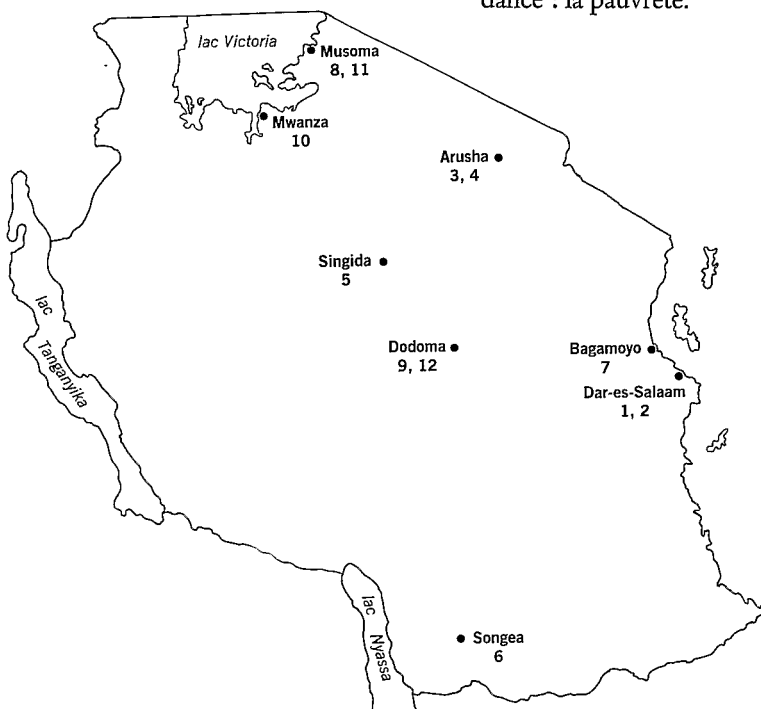 dance : la pauvreté.
lac Victoria
Musoma
8, 11
Mwanza
10
Arusha
3, 4
Singida
5
lac
Tanganyika
Dodoma
9, 12
Bagamoyo
7
Dar-es-Salaam
1, 2
lac
Nyassa
Songea
6